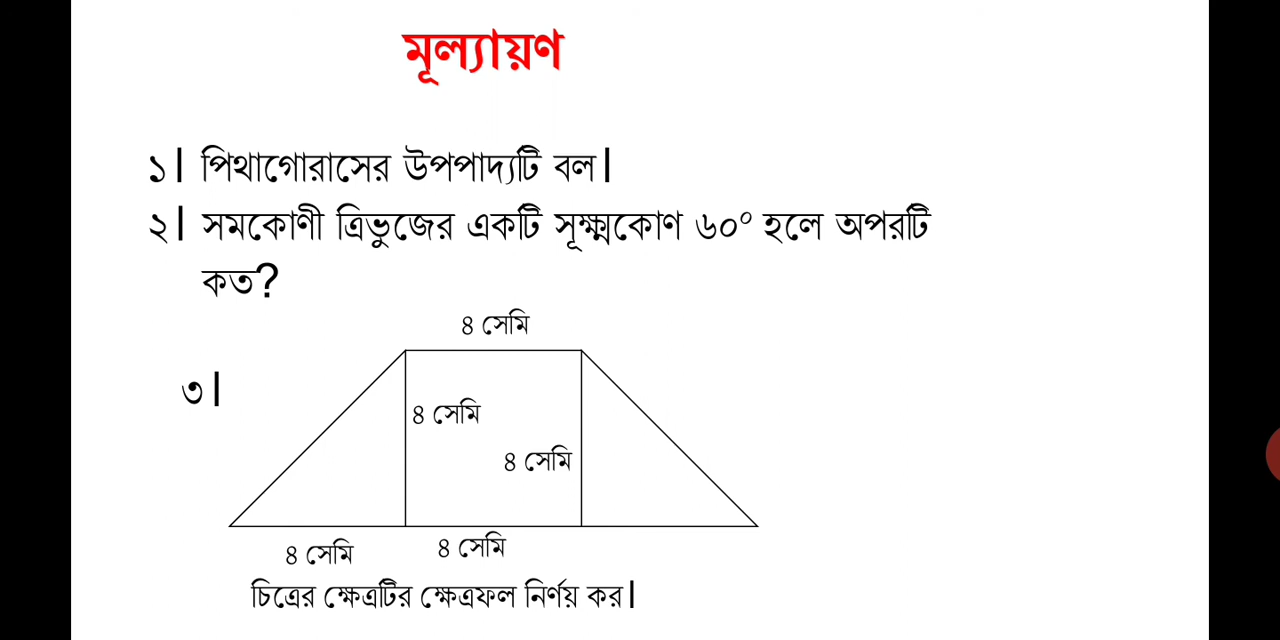 মূল্যায়ণ
১। পিথাগোরাসের উপপাদ্যটি বল।
২। সমকোণী ত্রিভুজের একটি সূক্ষ্মকোণ ৬০° হলে অপরটি
কত?
৪ সেমি
৩।
৪ সেমি
৪ সেমি
৪ সেমি
৪ সেমি
চিত্রের ক্ষেত্রটির ক্ষেত্রফল নির্ণয় কর।